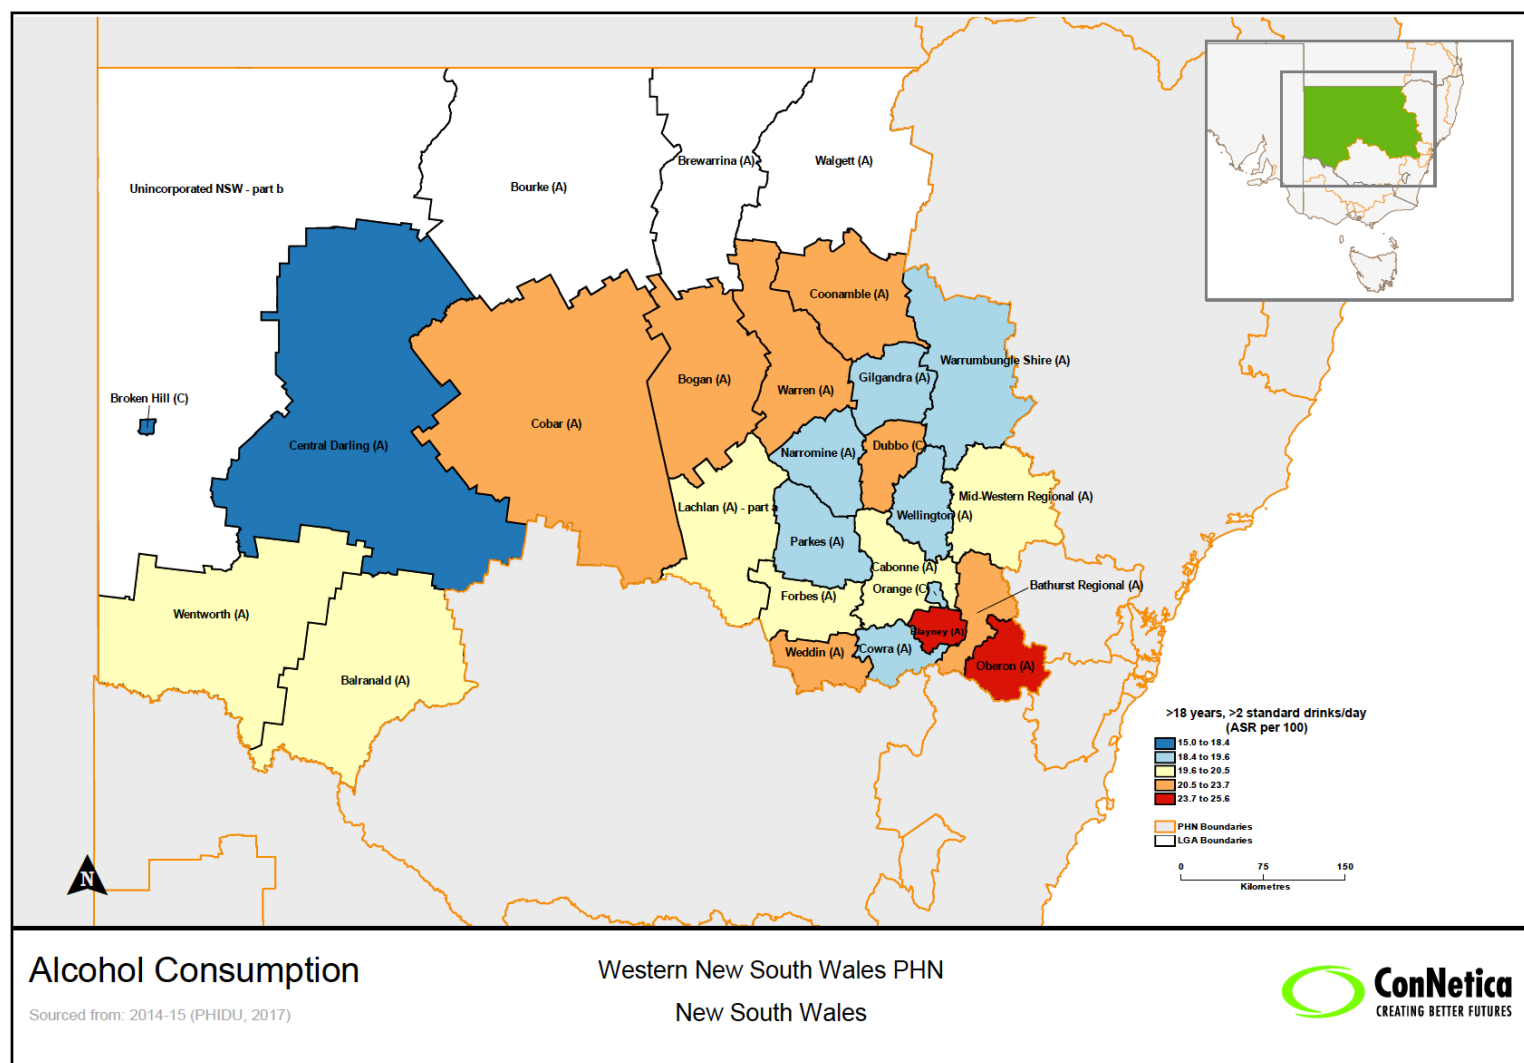 Unincorporated NSW - part b
Bourke (A)
Brewarrina (A)
Walgett (A)
Coonamble (A)
Warrumbungle Shire (A)
Gilgandra (A)
Bogan (A)
Warren (A)
Broken Hill (C)
Cobar (A)
Central Darling (A)
Dubbo (C
Narromine (A)
Mid-Western Regional (A)
Lachlan (A) - part a
Wellington (A)
Parkes (A)
Cabonne (A)
Orange (C
Bathurst Regional (A)
Forbes (A)
Wentworth (A)
Blayney (A)
Weddin (A)
Cowra (A)
Oberon (A)
Balranald (A)
>18 years, >2 standard drinks/day
(ASR per 100)
15.0 to 18.4
18.4 to 19.6
19.6 to 20.5
20.5 to 23.7
23.7 to 25.6
PHN Boundaries
LGA Boundaries
0 75 150
Kilometres
N
Alcohol Consumption
Sourced from: 2014-15 (PHIDU, 2017)
Western New South Wales PHN
New South Wales
ConNetica
CREATING BETTER FUTURES